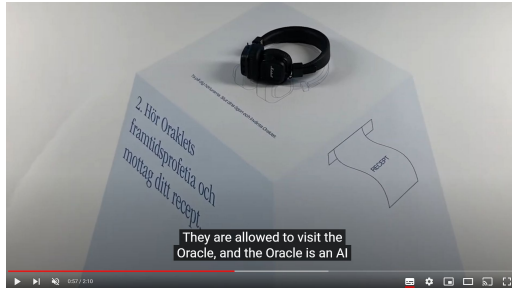 2. Hör Oraklets
framtidsprofetia och
mottag ditt recept
RECEPT
They are allowed to visit the
Oracle, and the Oracle is an AI
0:57 / 2:10